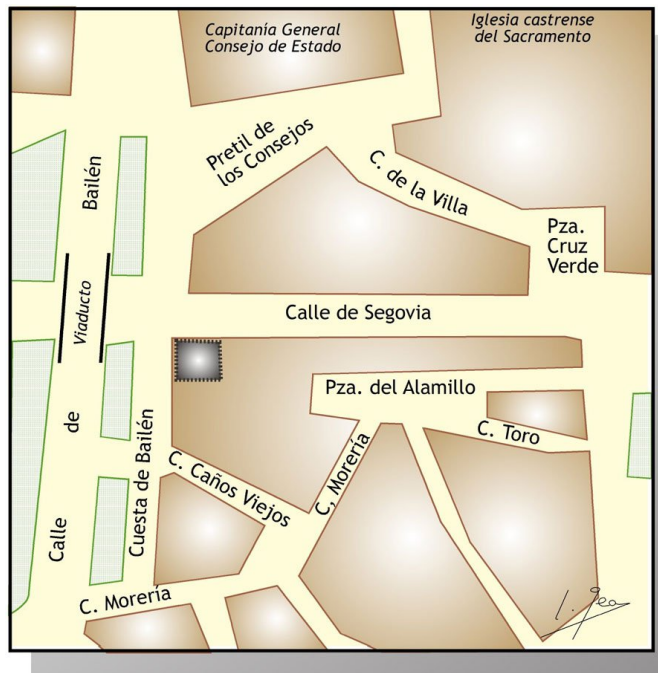 Capitanía General
Consejo de Estado
Iglesia castrense
del Sacramento
Pretil de
los Consejos
C. de la Villa
Bailén
Pza.
Cruz
Verde
Viaducto
Calle de Segovia
Pza. del Alamillo
de
C. Toro
C, Morería
C. Caños Viejos
Cuesta de Bailén
Calle
C. Morería